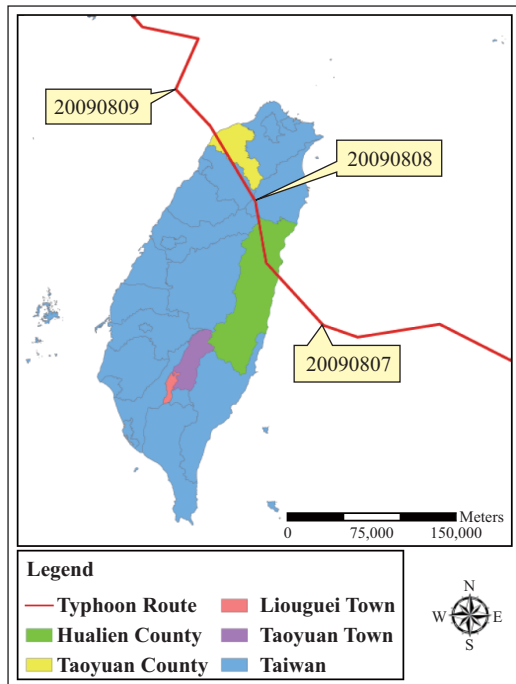 20090809
20090808
20090807
Meters
0 75,000 150,000
Legend
Typhoon Route
Liouguei Town
Hualien County
Taoyuan Town
Taoyuan County
Taiwan
N
W E
S